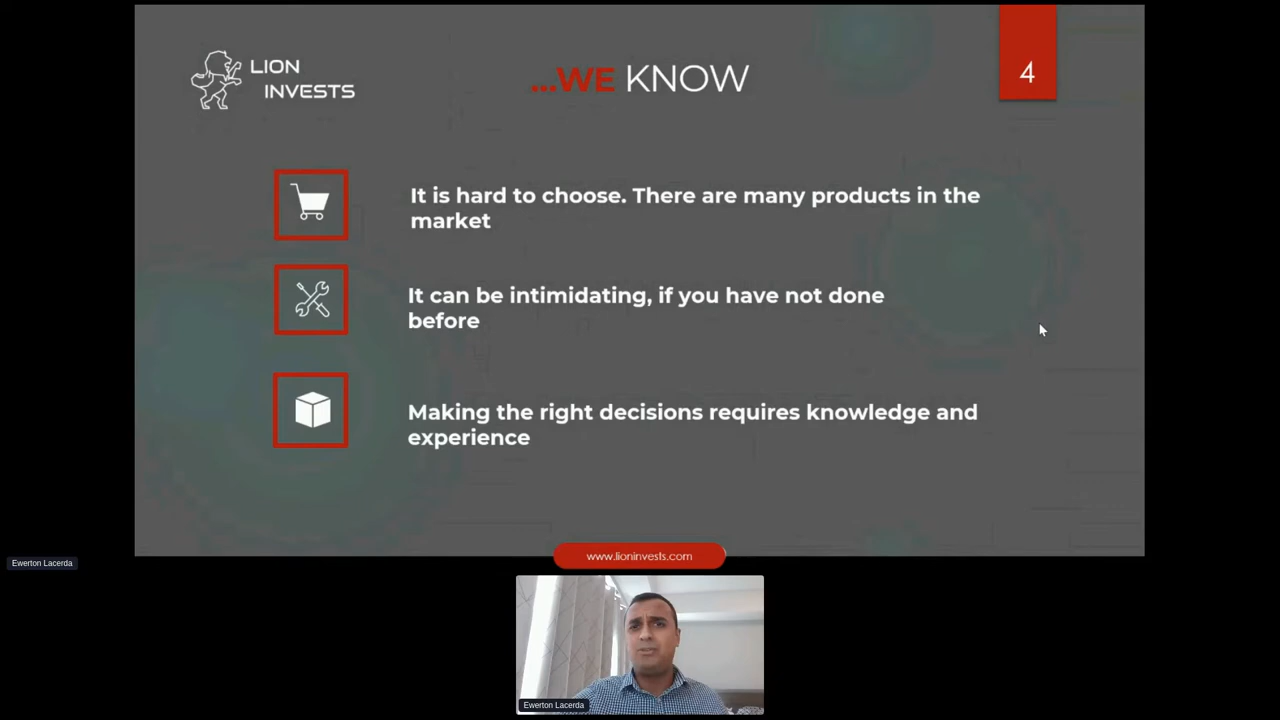 LION
INVESTS
...WE KNOW
4
It is hard to choose. There are many products in the
market
It can be intimidating, if you have not done
before
Making the right decisions requires knowledge and
experience
www.lioninvests.com
Ewerton Lacerda
Ewerton Lacerda